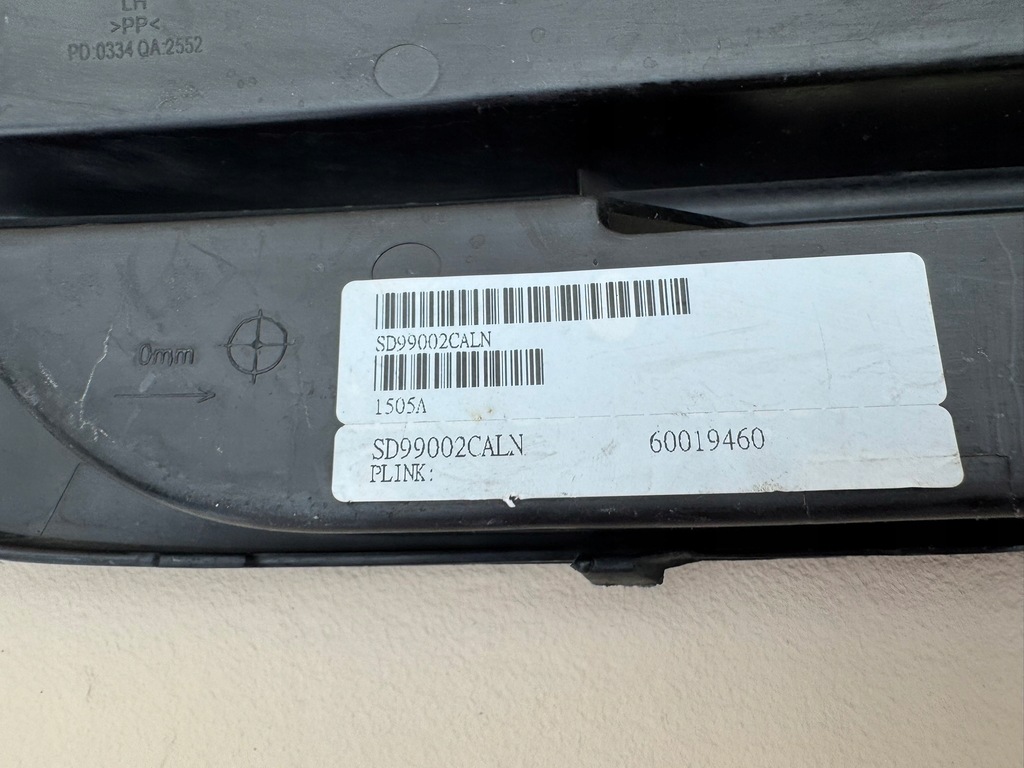 LH
>PP<
PD:0334 QA:2552
0mm
SD99002CALN
1505A
SD99002CALN 60019460
PLINK: